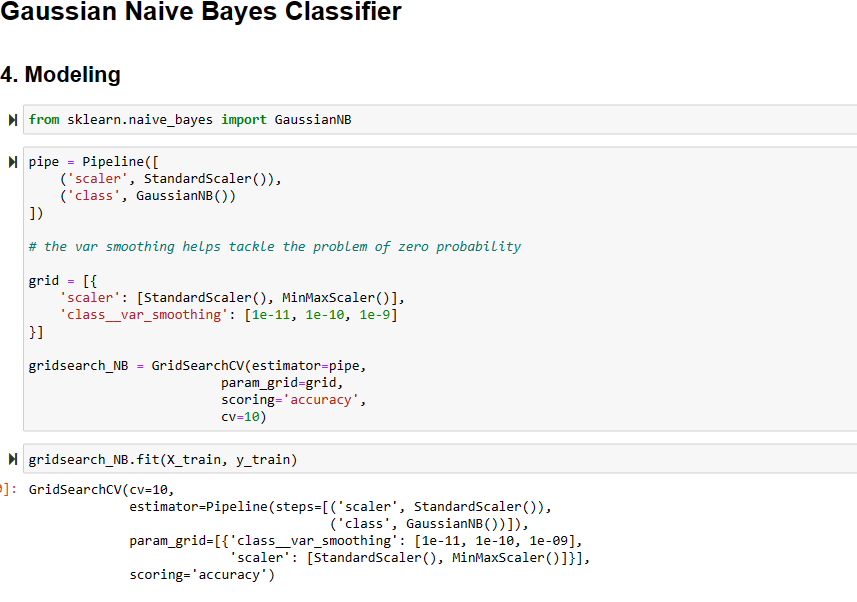 Gaussian Naive Bayes Classifier
4. Modeling
from sklearn.naive_bayes import GaussianNB
pipe = Pipeline([
    ('scaler', StandardScaler()),
    ('class', GaussianNB())
])
# the var smoothing helps tackle the problem of zero probability
grid = [{
    'scaler': [StandardScaler(), MinMaxScaler()],
    'class__var_smoothing': [1e-11, 1e-10, 1e-9]
}]
gridsearch_NB = GridSearchCV(estimator=pipe,
                         param_grid=grid,
                         scoring='accuracy',
                         cv=10)
gridsearch_NB.fit(X_train, y_train)
]: GridSearchCV(cv=10,
             estimator=Pipeline(steps=[('scaler', StandardScaler()),
                                       ('class', GaussianNB())]),
             param_grid=[{'class__var_smoothing': [1e-11, 1e-10, 1e-09],
                          'scaler': [StandardScaler(), MinMaxScaler()]}],
             scoring='accuracy')